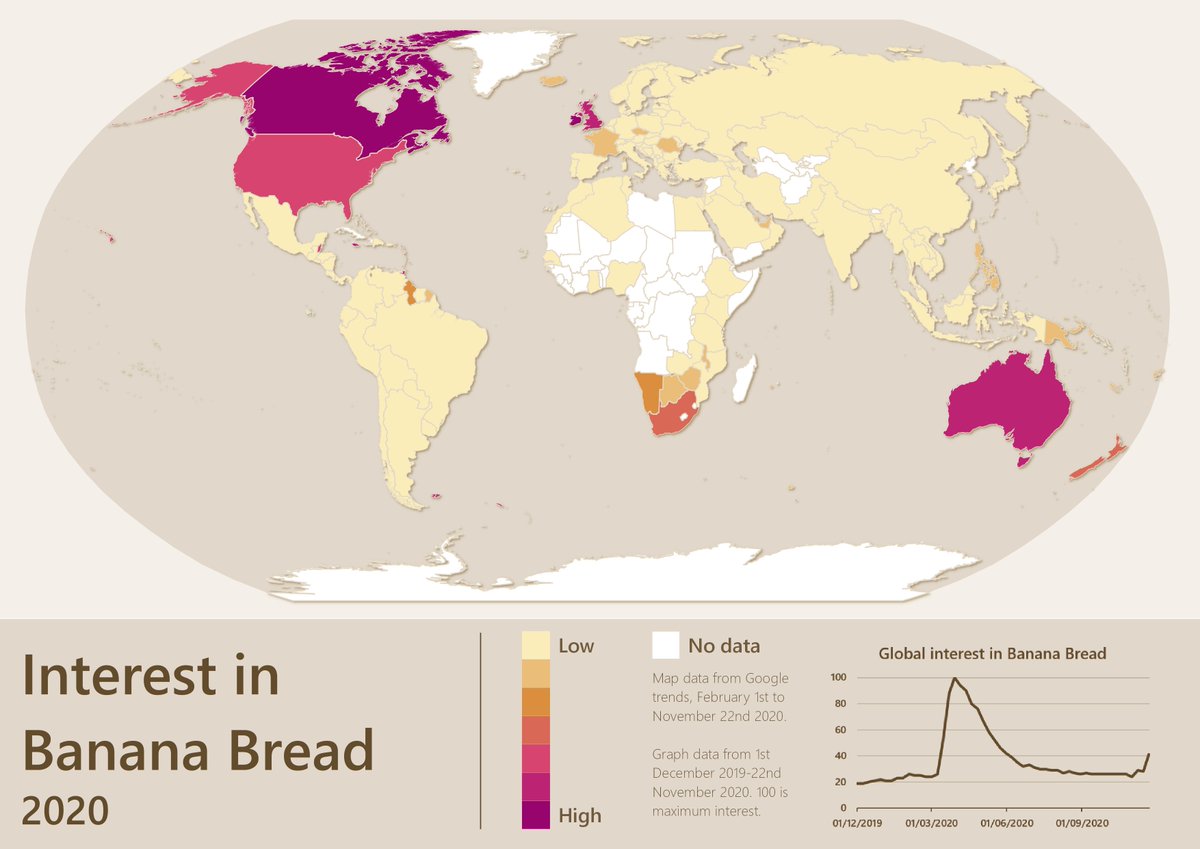 Interest in
Banana Bread
2020
Low
High
No data
Map data from Google
trends, February 1st to
November 22nd 2020.
Graph data from 1st
December 2019-22nd
November 2020. 100 is
maximum interest.
Global interest in Banana Bread
100
80
60
40
20
0
01/12/2019
01/03/2020
01/06/2020
01/09/2020